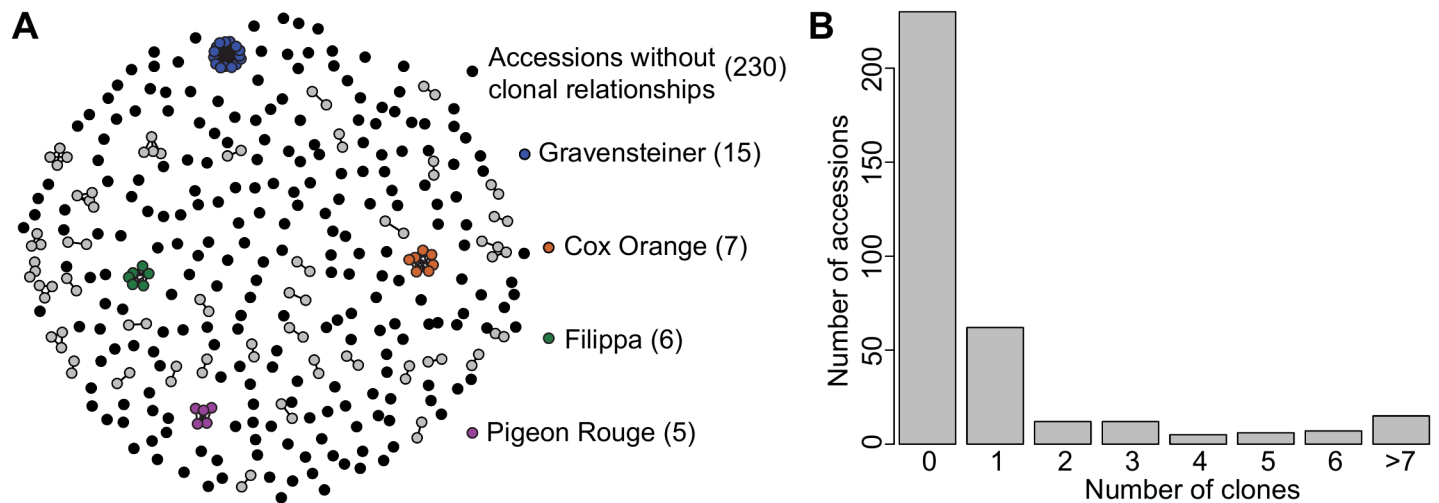 A
Accessions without
clonal relationships (230)
Gravensteiner (15)
Cox Orange (7)
Filippa (6)
Pigeon Rouge (5)
B
Number of accessions
200
150
100
50
0
0 1 2 3 4 5 6 >7
Number of clones